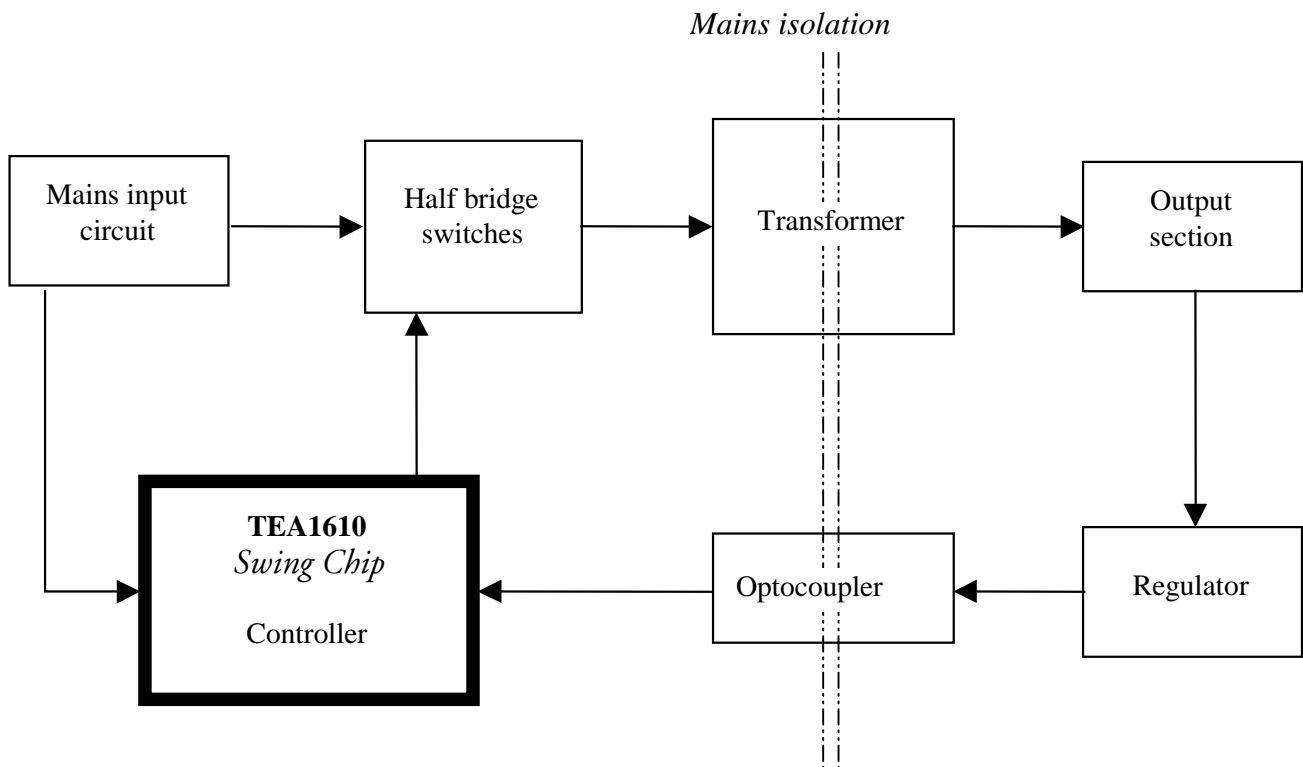 Mains isolation
Mains input
circuit
Half bridge
switches
Transformer
Output
section
TEA1610
Swing Chip
Controller
Optocoupler
Regulator